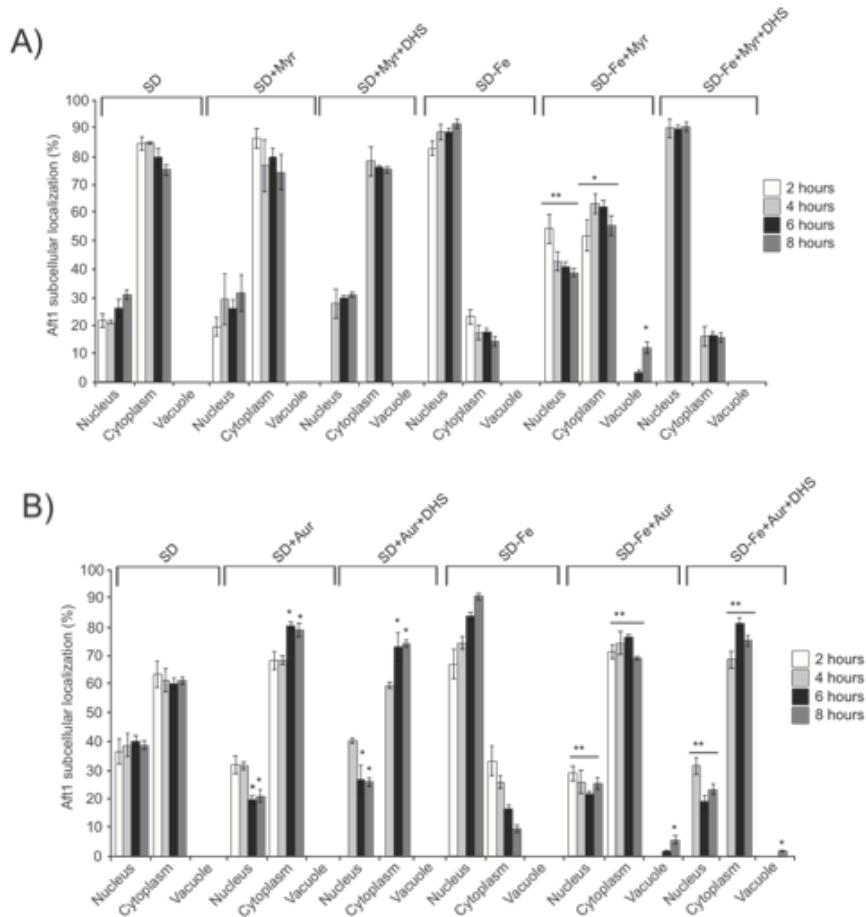 A)
SD
SD+Myr
SD+Myr+DHS
SD-Fe
SD-Fe+Myr
SD-Fe+Myr+DHS
Aft1 subcellular localization (%)
100
90
80
70
60
50
40
30
20
10
0
**
*
*
2 hours
4 hours
6 hours
8 hours
Nucleus
Cytoplasm
Vacuole
Nucleus
Cytoplasm
Vacuole
Nucleus
Cytoplasm
Vacuole
Nucleus
Cytoplasm
Vacuole
Nucleus
Cytoplasm
Vacuole
Nucleus
Cytoplasm
Vacuole
B)
SD
SD+Aur
SD+Aur+DHS
SD-Fe
SD-Fe+Aur
SD-Fe+Aur+DHS
Aft1 subcellular localization (%)
100
90
80
70
60
50
40
30
20
10
0
* *
* *
* *
* *
**
**
*
**
**
*
2 hours
4 hours
6 hours
8 hours
Nucleus
Cytoplasm
Vacuole
Nucleus
Cytoplasm
Vacuole
Nucleus
Cytoplasm
Vacuole
Nucleus
Cytoplasm
Vacuole
Nucleus
Cytoplasm
Vacuole
Nucleus
Cytoplasm
Vacuole